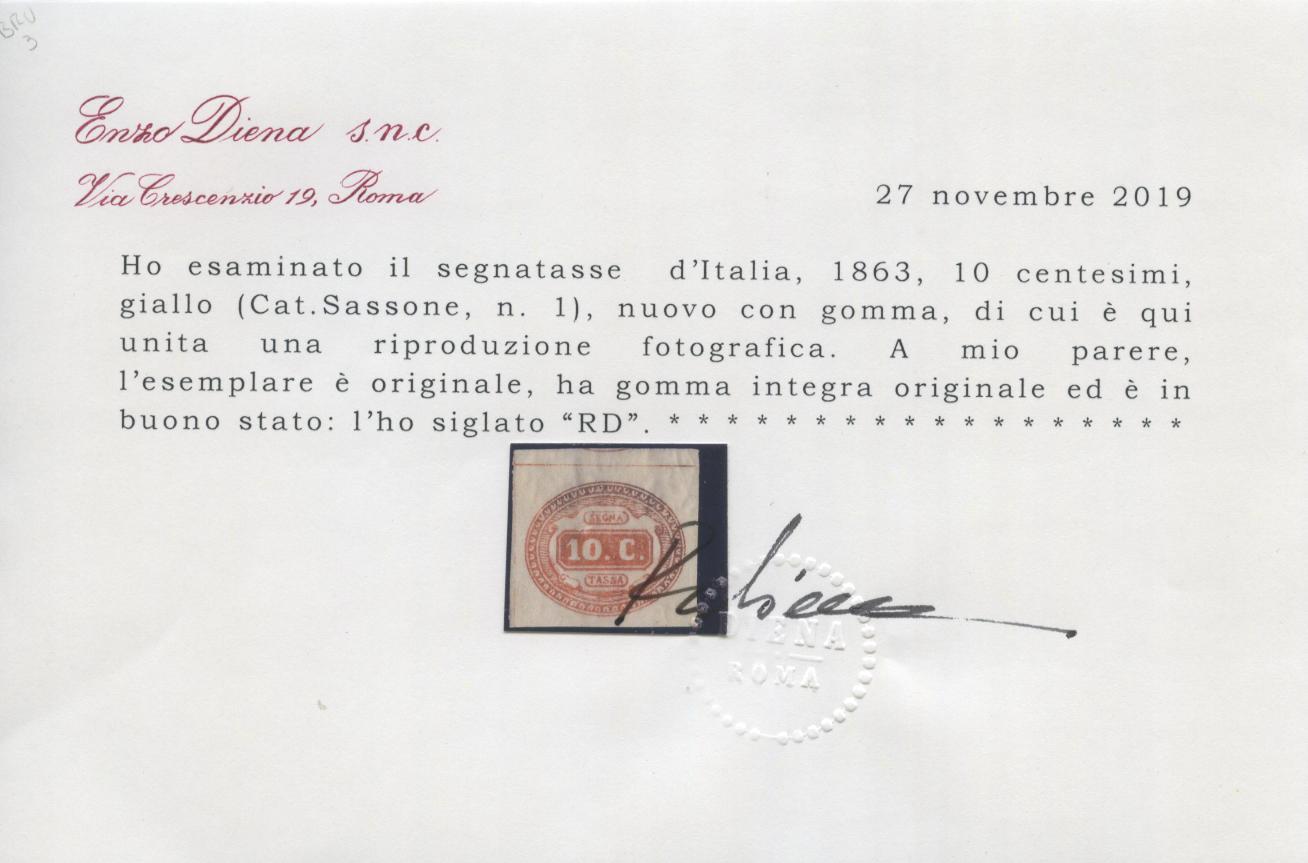 BRU
3
Enzo Diena s.n.c.
Via Crescenzio 19, Roma
27 novembre 2019
Ho esaminato il segnatasse d'Italia, 1863, 10 centesimi,
giallo (Cat.Sassone, n. 1), nuovo con gomma, di cui è qui
unita una riproduzione fotografica. A mio parere,
l'esemplare è originale, ha gomma integra originale ed è in
buono stato: l'ho siglato “RD”. * * * * * * * * * * * * * * * * * *
SEGNA
10. C.
TASSA
DIENA
ROMA